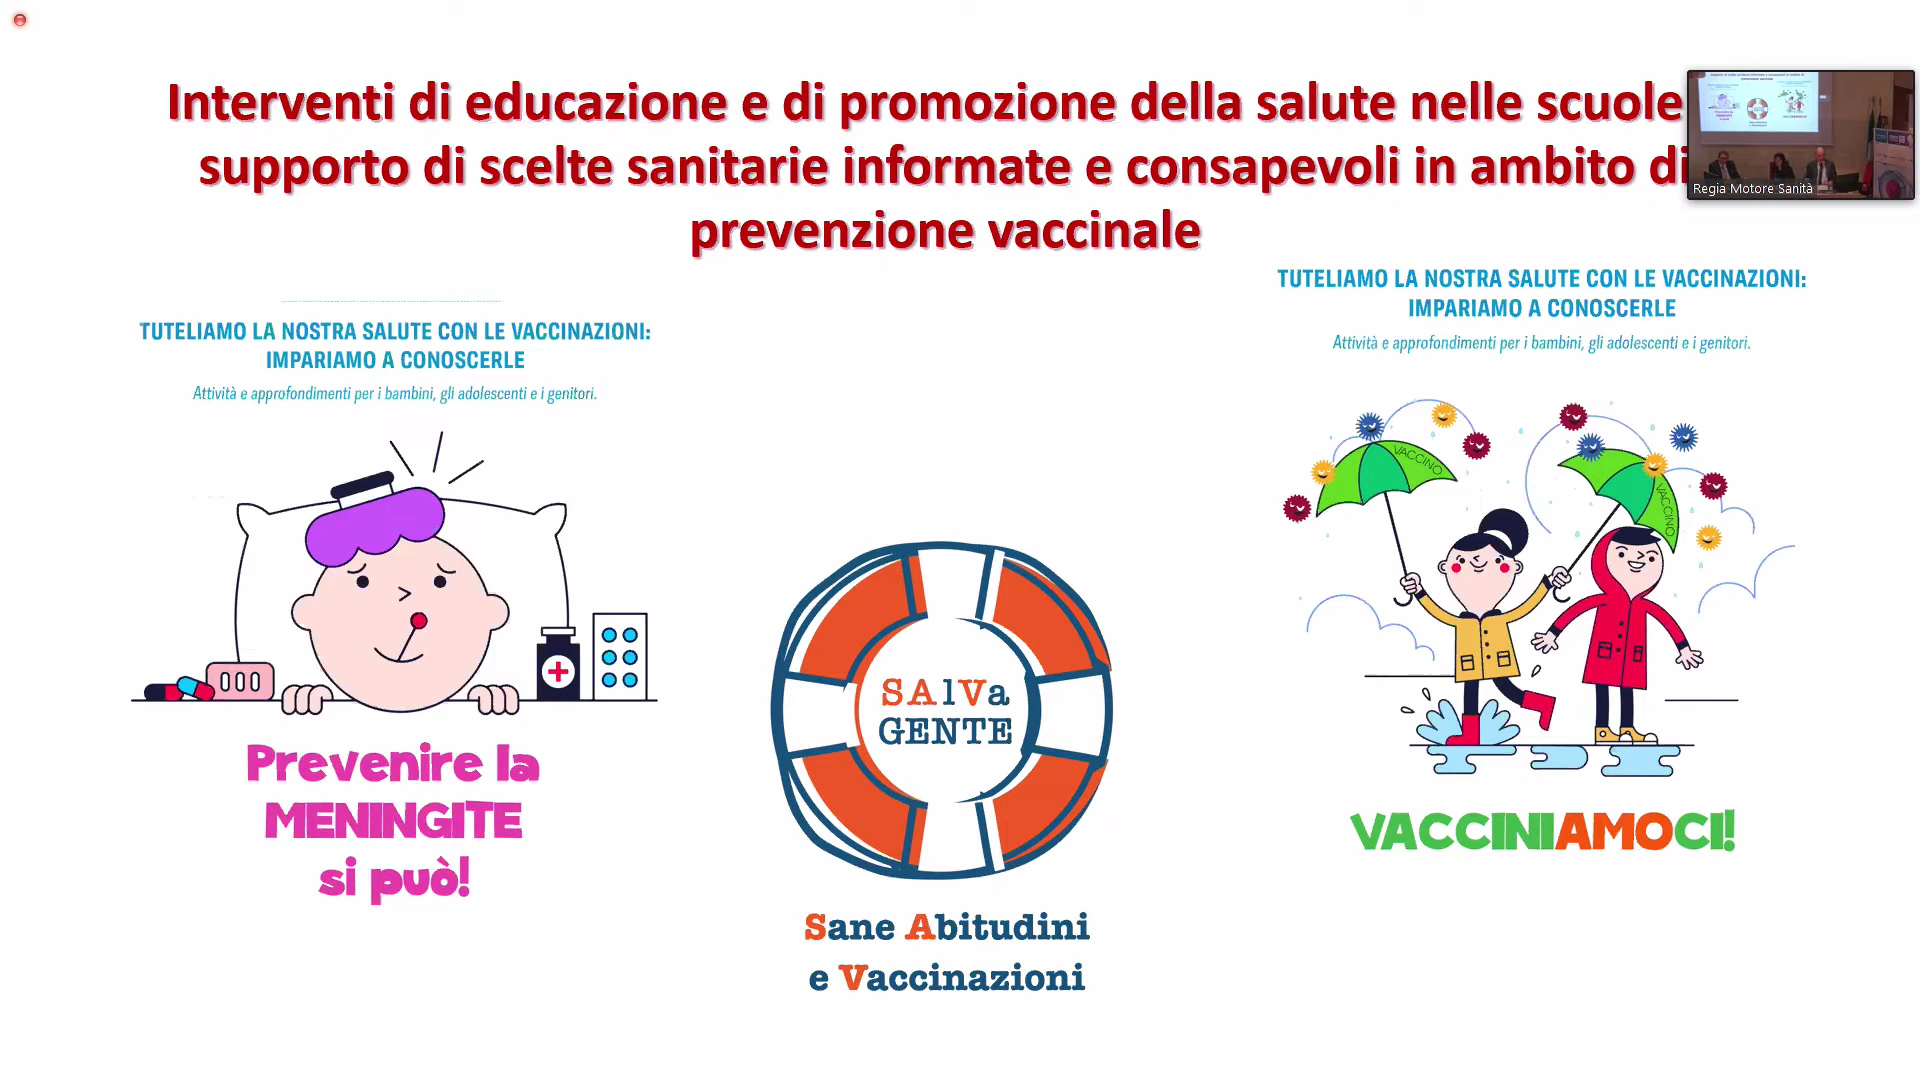 Interventi di educazione e di promozione della salute nelle scuole
supporto di scelte sanitarie informate e consapevoli in ambito di
prevenzione vaccinale
Regia Motore Sanità
TUTELIAMO LA NOSTRA SALUTE CON LE VACCINAZIONI:
IMPARIAMO A CONOSCERLE
Attività e approfondimenti per i bambini, gli adolescenti e i genitori.
Prevenire la
MENINGITE
si può!
SAlVa
GENTE
Sane Abitudini
e Vaccinazioni
TUTELIAMO LA NOSTRA SALUTE CON LE VACCINAZIONI:
IMPARIAMO A CONOSCERLE
Attività e approfondimenti per i bambini, gli adolescenti e i genitori.
VACCINO
VACCINO
VACCINIAMOCI!